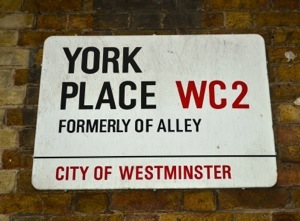 YORK
PLACE WC2
FORMERLY OF ALLEY
CITY OF WESTMINSTER